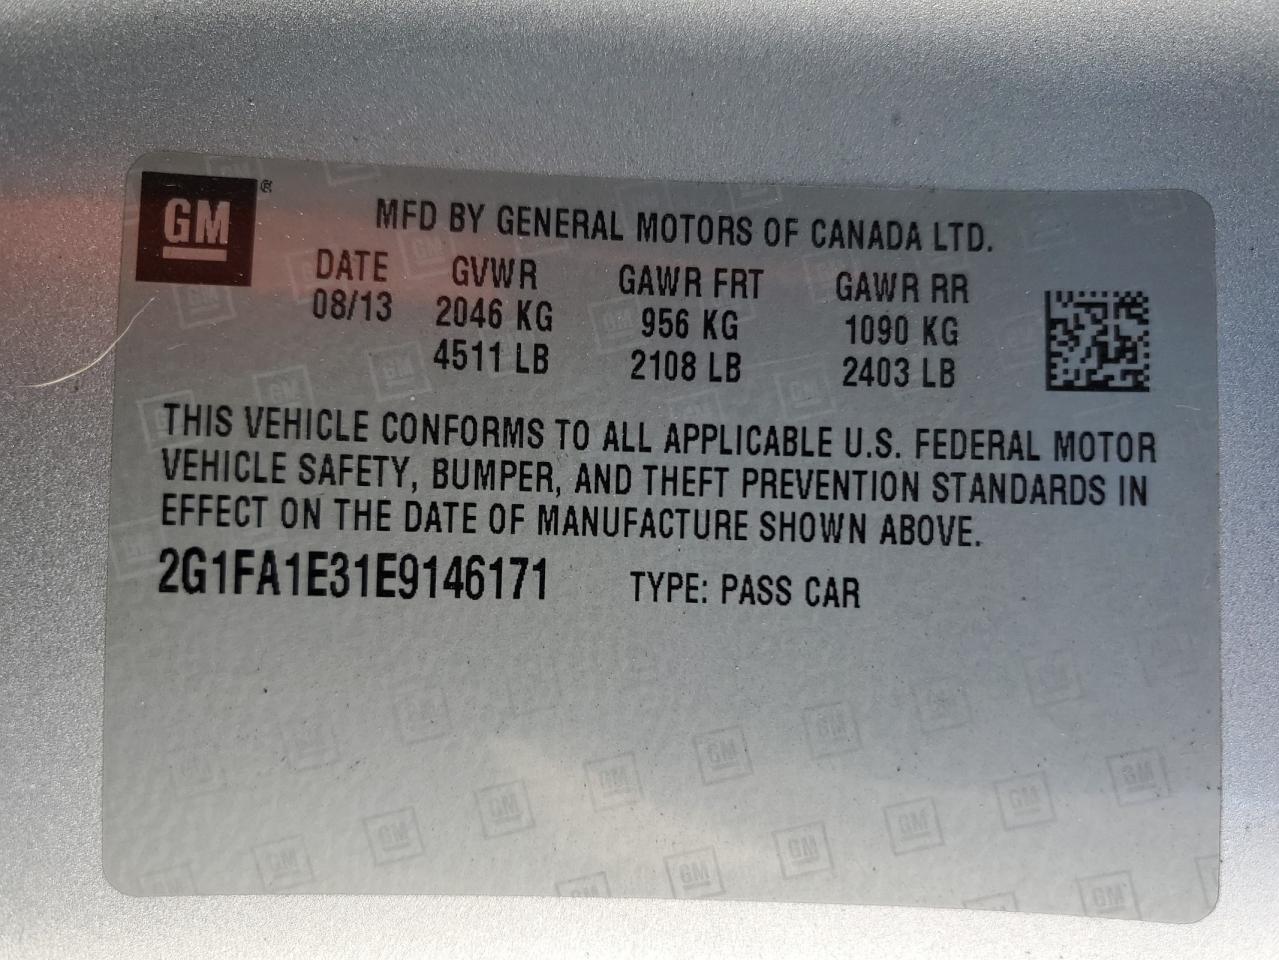 GM ®
MFD BY GENERAL MOTORS OF CANADA LTD.
DATE GVWR GAWR FRT GAWR RR
08/13 2046 KG 956 KG 1090 KG
4511 LB 2108 LB 2403 LB
THIS VEHICLE CONFORMS TO ALL APPLICABLE U.S. FEDERAL MOTOR
VEHICLE SAFETY, BUMPER, AND THEFT PREVENTION STANDARDS IN
EFFECT ON THE DATE OF MANUFACTURE SHOWN ABOVE.
2G1FA1E31E9146171 TYPE: PASS CAR